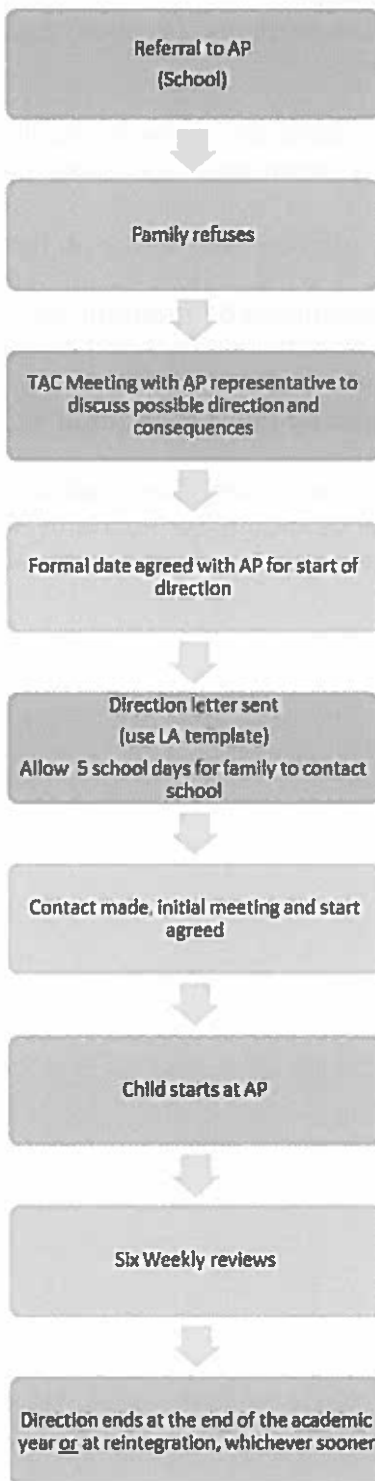 Referral to AP
(School)
Family refuses
TAC Meeting with AP representative to
discuss possible direction and
consequences
Formal date agreed with AP for start of
direction
Direction letter sent
(use LA template)
Allow 5 school days for family to contact
school
Contact made, initial meeting and start
agreed
Child starts at AP
Six Weekly reviews
Direction ends at the end of the academic
year or at reintegration, whichever sooner